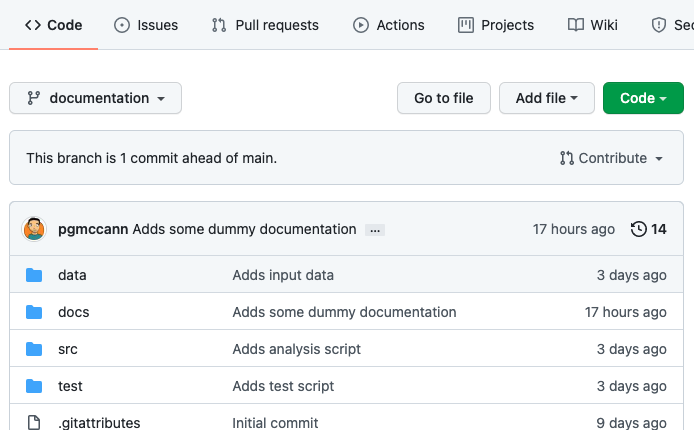 Code Issues Pull requests Actions Projects Wiki
documentation Go to file Add file Code
This branch is 1 commit ahead of main. Contribute
pgmccann Adds some dummy documentation ... 17 hours ago 14
data Adds input data 3 days ago
docs Adds some dummy documentation 17 hours ago
src Adds analysis script 3 days ago
test Adds test script 3 days ago
.gitattributes Initial commit 9 days ago